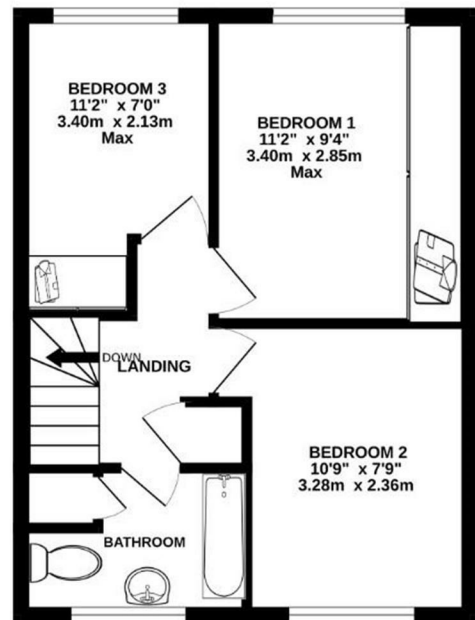 BEDROOM 3
11'2" x 7'0"
3.40m x 2.13m
Max
BEDROOM 1
11'2" x 9'4"
3.40m x 2.85m
Max
DOWN
LANDING
BEDROOM 2
10'9" x 7'9"
3.28m x 2.36m
BATHROOM